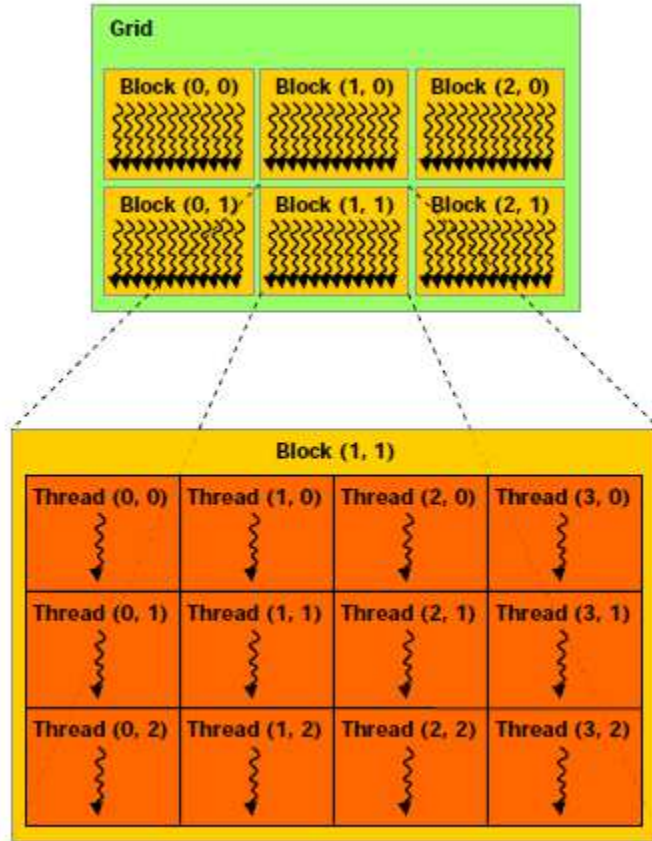 Grid
Block (0, 0) Block (1, 0) Block (2, 0)
Block (0, 1) Block (1, 1) Block (2, 1)
Block (1, 1)
Thread (0, 0) Thread (1, 0) Thread (2, 0) Thread (3, 0)
Thread (0, 1) Thread (1, 1) Thread (2, 1) Thread (3, 1)
Thread (0, 2) Thread (1, 2) Thread (2, 2) Thread (3, 2)